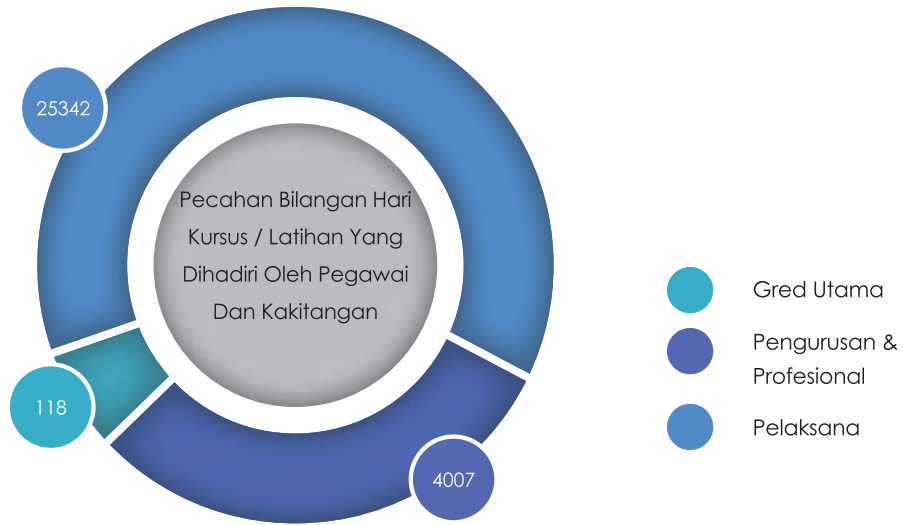 25342
Pecahan Bilangan Hari
Kursus / Latihan Yang
Dihadiri Oleh Pegawai
Dan Kakitangan
118
4007
Gred Utama
Pengurusan &
Profesional
Pelaksana